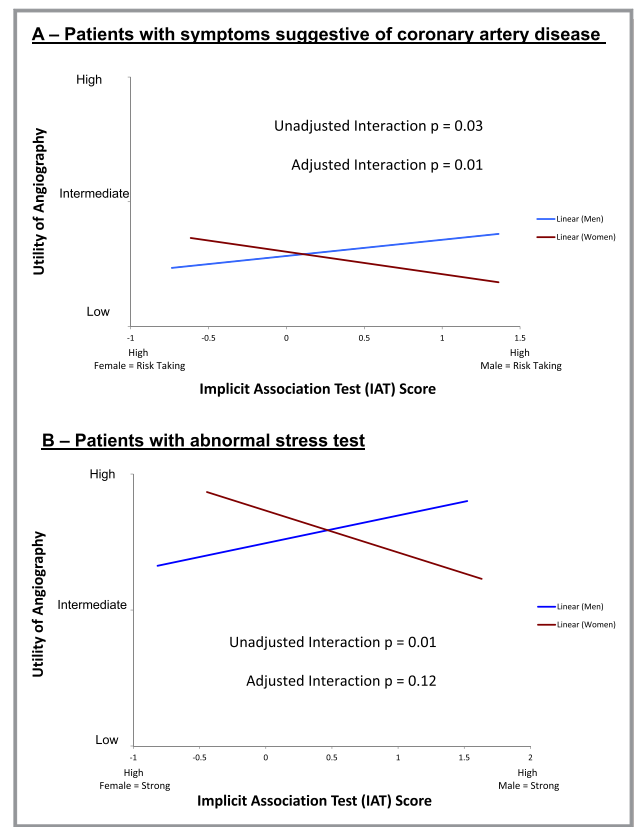 A – Patients with symptoms suggestive of coronary artery disease
High
Unadjusted Interaction p = 0.03
Adjusted Interaction p = 0.01
Intermediate
Utility of Angiography
Linear (Men)
Linear (Women)
Low
-1 -0.5 0 0.5 1 1.5
High High
Female = Risk Taking Male = Risk Taking
Implicit Association Test (IAT) Score
B – Patients with abnormal stress test
High
Utility of Angiography
Intermediate
Linear (Men)
Linear (Women)
Unadjusted Interaction p = 0.01
Adjusted Interaction p = 0.12
Low
-1 -0.5 0 0.5 1 1.5 2
High High
Female = Strong Male = Strong
Implicit Association Test (IAT) Score